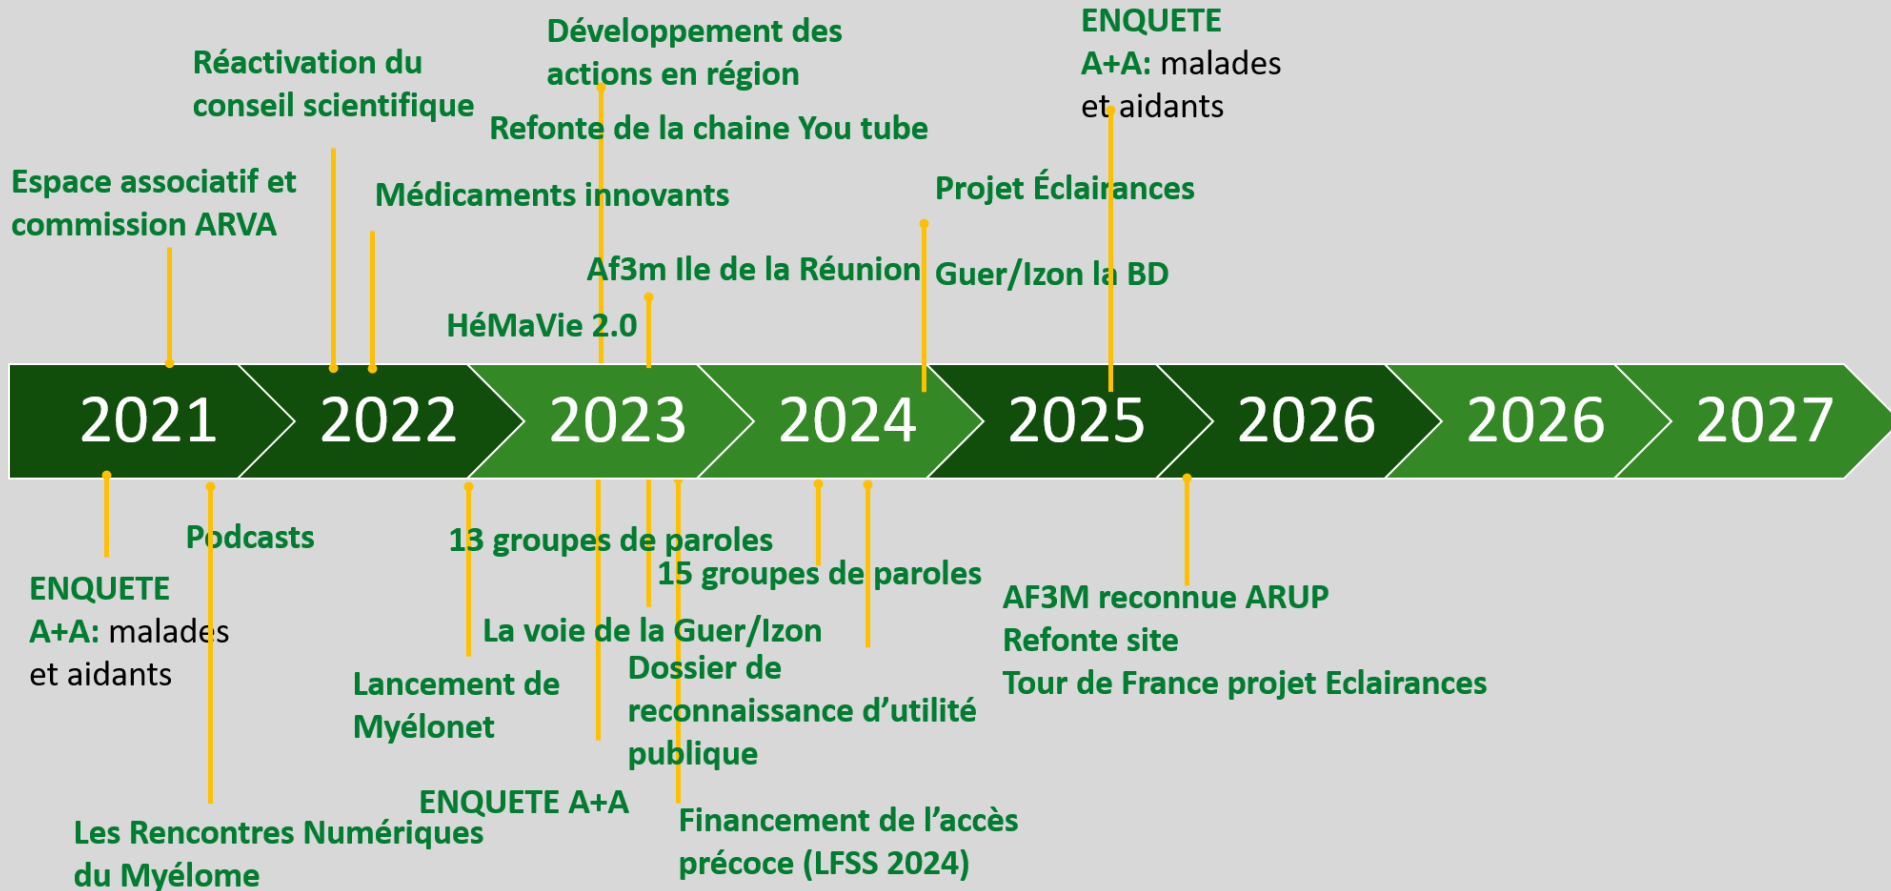 Développement des
actions en région
ENQUETE
A+A: malades
et aidants
Réactivation du
conseil scientifique
Refonte de la chaine You tube
Espace associatif et
commission ARVA
Médicaments innovants
Projet Éclairances
Af3m Ile de la Réunion
Guer/Izon la BD
HéMaVie 2.0
2021
2022
2023
2024
2025
2026
2026
2027
Podcasts
13 groupes de paroles
15 groupes de paroles
ENQUETE
A+A: malades
et aidants
La voie de la Guer/Izon
AF3M reconnue ARUP
Refonte site
Tour de France projet Eclairances
Lancement de
Myélonet
Dossier de
reconnaissance d’utilité
publique
ENQUETE A+A
Les Rencontres Numériques
du Myélome
Financement de l’accès
précoce (LFSS 2024)